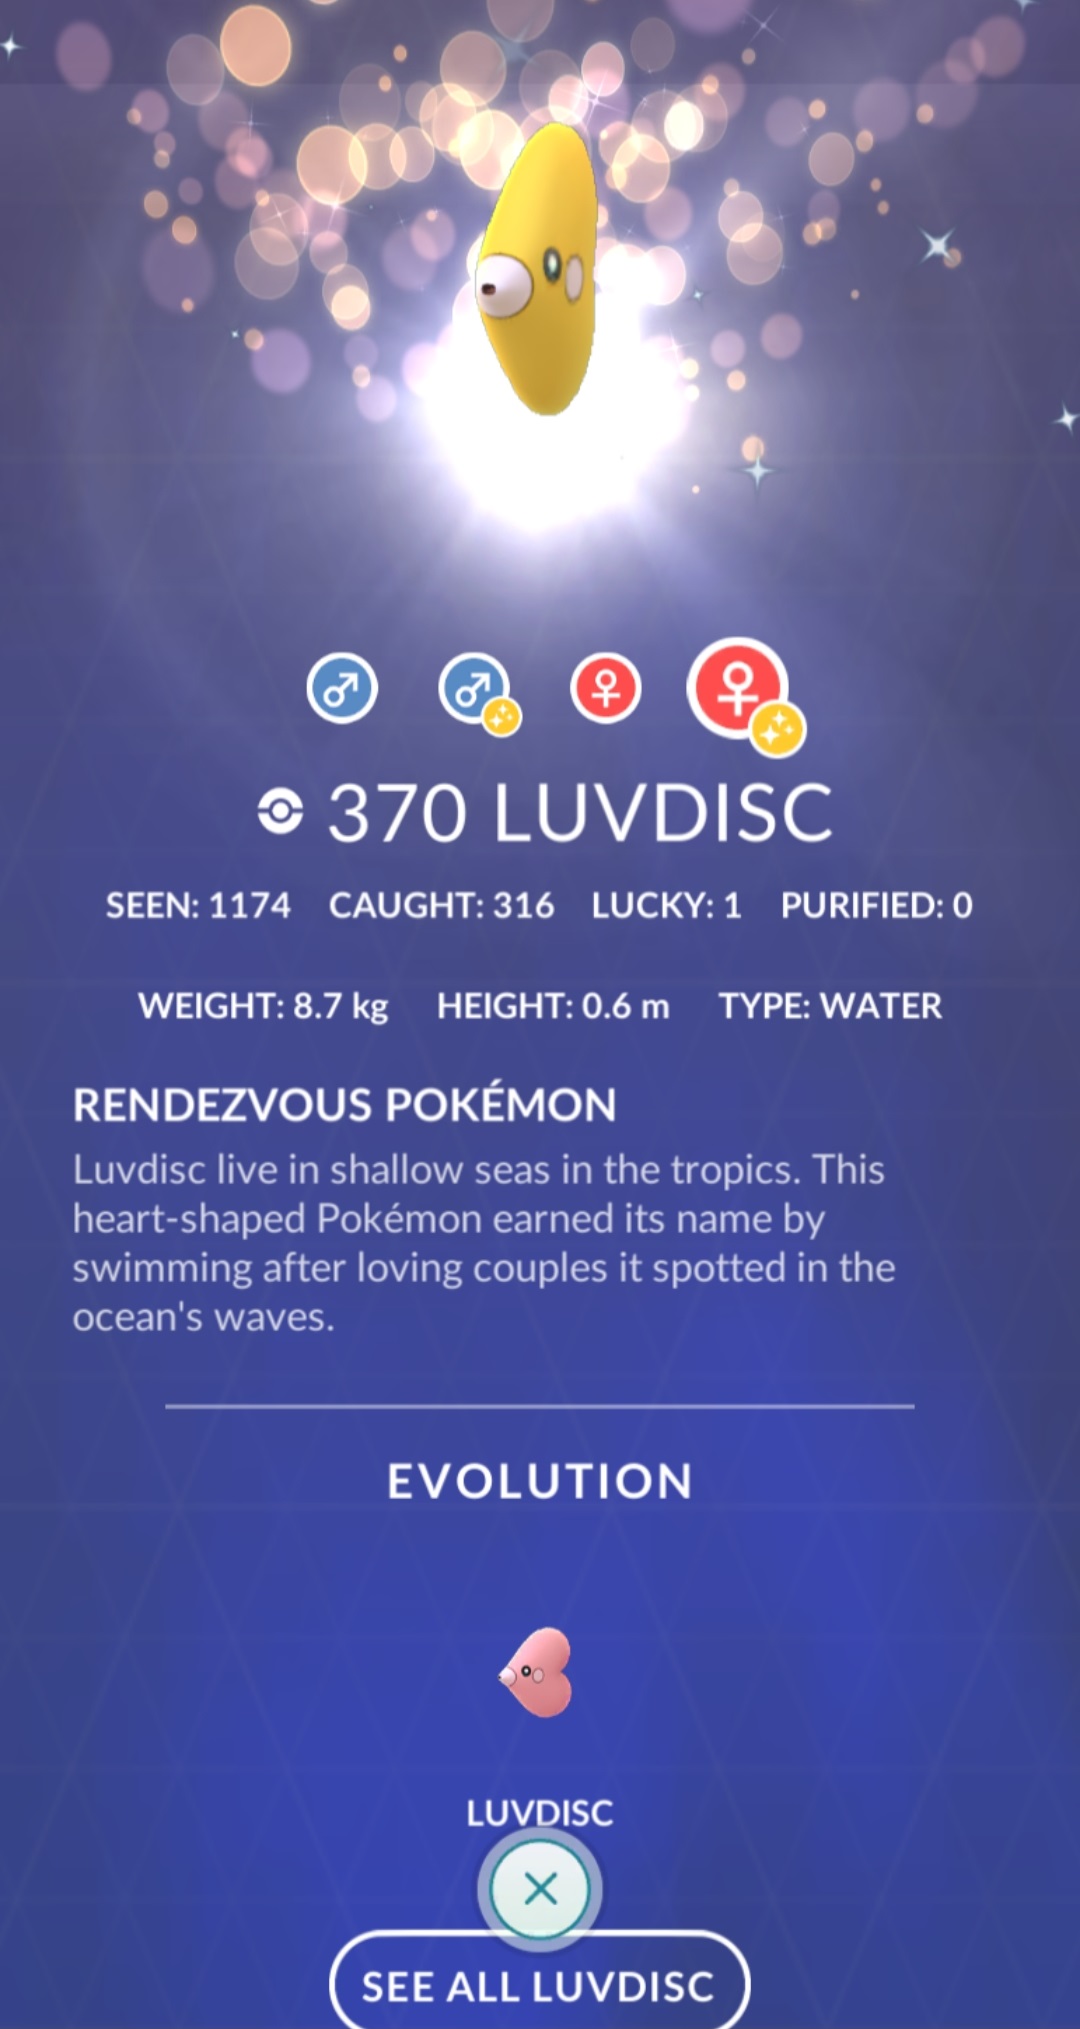 370 LUVDISC
SEEN: 1174 CAUGHT: 316 LUCKY: 1 PURIFIED: 0
WEIGHT: 8.7 kg HEIGHT: 0.6 m TYPE: WATER
RENDEZVOUS POKÉMON
Luvdisc live in shallow seas in the tropics. This
heart-shaped Pokémon earned its name by
swimming after loving couples it spotted in the
ocean's waves.
EVOLUTION
LUVDISC
SEE ALL LUVDISC